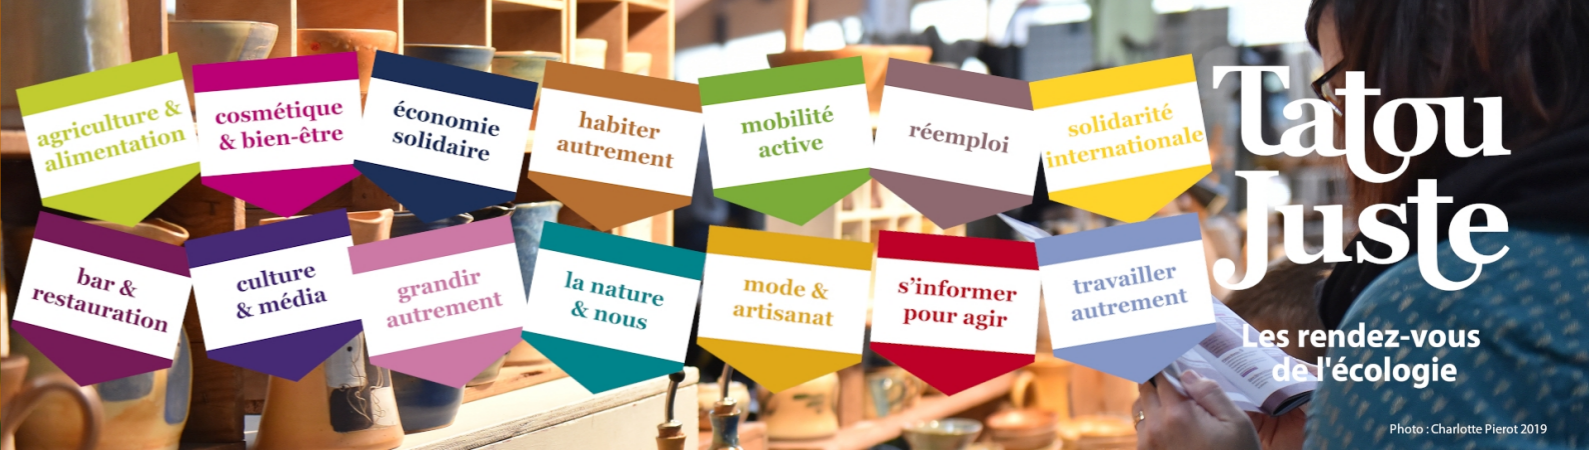 agriculture &
alimentation
cosmétique
& bien-être
économie
solidaire
habiter
autrement
mobilité
active
réemploi
solidarité
internationale
bar &
restauration
culture
& média
grandir
autrement
la nature
& nous
mode &
artisanat
s'informer
pour agir
travailler
autrement
Tatou
Juste
Les rendez-vous
de l'écologie
Photo : Charlotte Pierot 2019